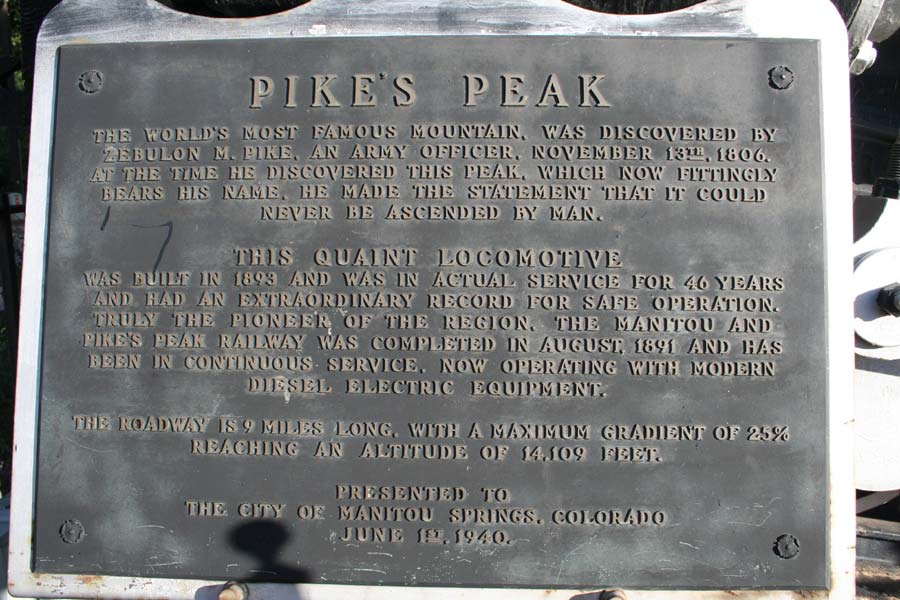 PIKE'S PEAK
THE WORLD'S MOST FAMOUS MOUNTAIN, WAS DISCOVERED BY
ZEBULON M. PIKE, AN ARMY OFFICER, NOVEMBER 13TH, 1806.
AT THE TIME HE DISCOVERED THIS PEAK, WHICH NOW FITTINGLY
BEARS HIS NAME, HE MADE THE STATEMENT THAT IT COULD
NEVER BE ASCENDED BY MAN.
THIS QUAINT LOCOMOTIVE
WAS BUILT IN 1893 AND WAS IN ACTUAL SERVICE FOR 46 YEARS
AND HAD AN EXTRAORDINARY RECORD FOR SAFE OPERATION.
TRULY THE PIONEER OF THE REGION, THE MANITOU AND
PIKE'S PEAK RAILWAY WAS COMPLETED IN AUGUST, 1891 AND HAS
BEEN IN CONTINUOUS SERVICE, NOW OPERATING WITH MODERN
DIESEL ELECTRIC EQUIPMENT.
THE ROADWAY IS 9 MILES LONG, WITH A MAXIMUM GRADIENT OF 25%
REACHING AN ALTITUDE OF 14,109 FEET.
PRESENTED TO
THE CITY OF MANITOU SPRINGS, COLORADO
JUNE 1ST, 1940.